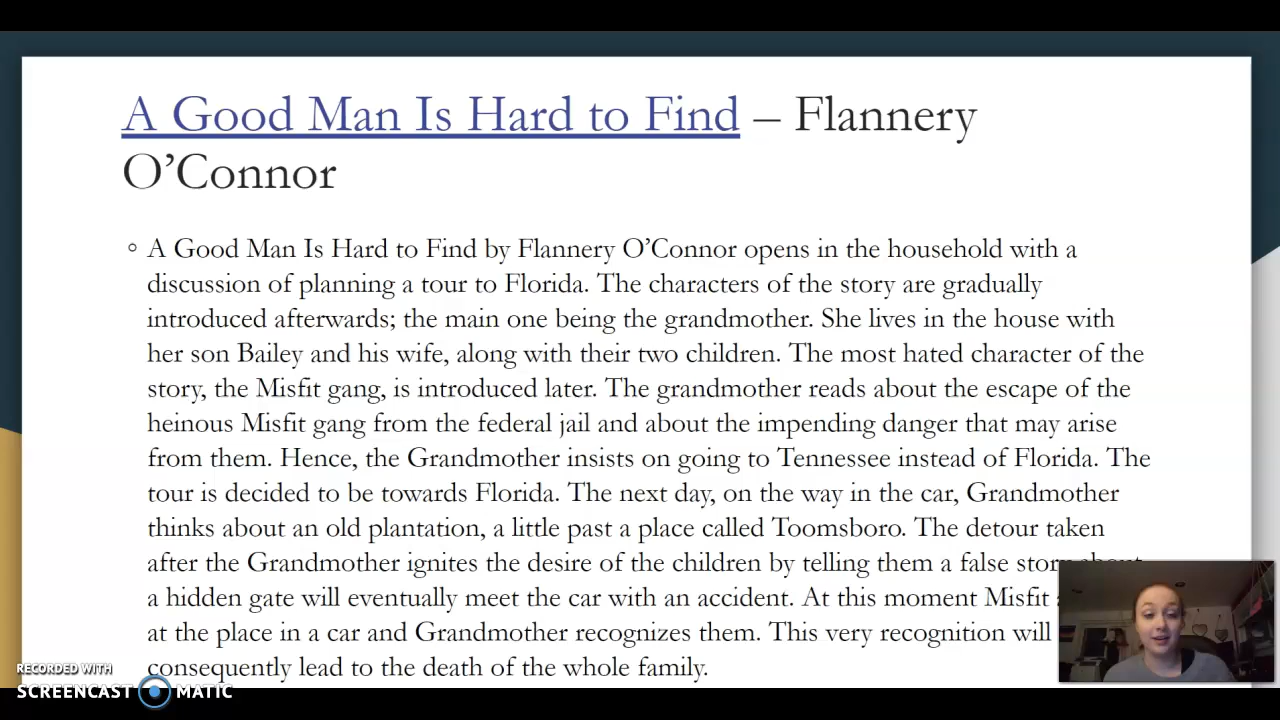 A Good Man Is Hard to Find – Flannery
O’Connor
A Good Man Is Hard to Find by Flannery O’Connor opens in the household with a
discussion of planning a tour to Florida. The characters of the story are gradually
introduced afterwards; the main one being the grandmother. She lives in the house with
her son Bailey and his wife, along with their two children. The most hated character of the
story, the Misfit gang, is introduced later. The grandmother reads about the escape of the
heinous Misfit gang from the federal jail and about the impending danger that may arise
from them. Hence, the Grandmother insists on going to Tennessee instead of Florida. The
tour is decided to be towards Florida. The next day, on the way in the car, Grandmother
thinks about an old plantation, a little past a place called Toomsboro. The detour taken
after the Grandmother ignites the desire of the children by telling them a false story about
a hidden gate will eventually meet the car with an accident. At this moment Misfit
at the place in a car and Grandmother recognizes them. This very recognition will
consequently lead to the death of the whole family.
RECORDED WITH
SCREENCAST MATIC